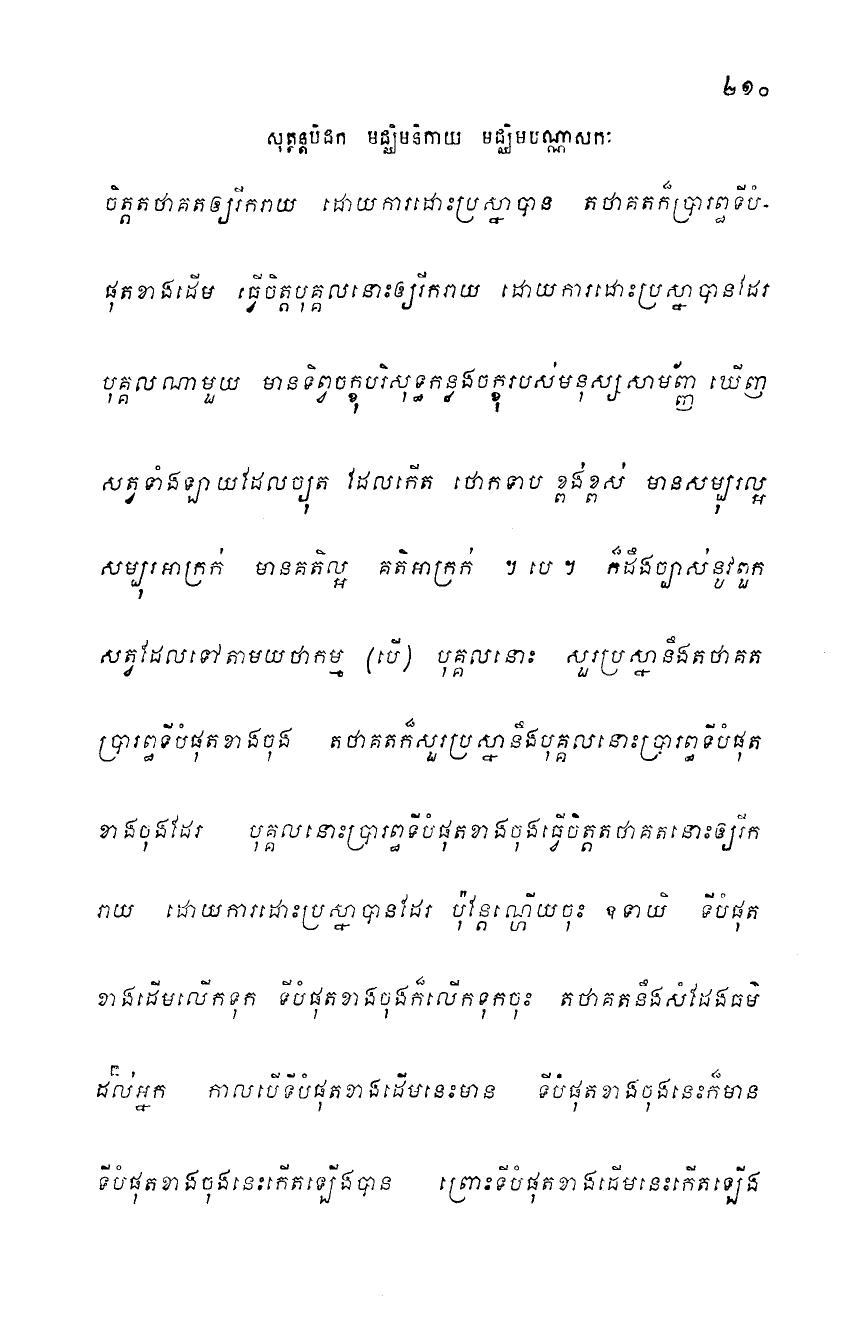 ២១០
សុត្តន្តបិដក មជ្ឈិមនិកាយ មជ្ឈិមបណ្ណាសកៈ
ចិត្តតថាគតឲ្យរីករាយ ដោយការដោះប្រស្នាបាន តថាគតក៏ប្រារព្ធទីបំ-
ផុតខាងដើម ធ្វើចិត្តបុគ្គលនោះឲ្យរីករាយ ដោយការដោះប្រស្នាបានដែរ
បុគ្គលណាមួយ មានទិព្វចក្ខុបរិសុទ្ធកន្លងចក្ខុរបស់មនុស្សសាមញ្ញ ឃើញ
សត្វទាំងឡាយដែលច្យុត ដែលកើត ថោកទាប ខ្ពង់ខ្ពស់ មានសម្បុរល្អ
សម្បុរអាក្រក់ មានគតិល្អ គតិអាក្រក់ ។ បេ ។ ក៏ដឹងច្បាស់នូវពួក
សត្វដែលទៅតាមយថាកម្ម (បើ) បុគ្គលនោះ សួរប្រស្នានឹងតថាគត
ប្រារព្ធទីបំផុតខាងចុង តថាគតក៏សួរប្រស្នានឹងបុគ្គលនោះប្រារព្ធទីបំផុត
ខាងចុងដែរ បុគ្គលនោះប្រារព្ធទីបំផុតខាងចុងធ្វើចិត្តតថាគតនោះឲ្យរីក
រាយ ដោយការដោះប្រស្នាបានដែរ ប៉ុន្តែណ្ហើយចុះ ឧទាយិ ទីបំផុត
ខាងដើមលើកទុក ទីបំផុតខាងចុងក៏លើកទុកចុះ តថាគតនឹងសំដែងធម៌
ដល់អ្នក កាលបើទីបំផុតខាងដើមនេះមាន ទីបំផុតខាងចុងនេះក៏មាន
ទីបំផុតខាងចុងនេះកើតឡើងបាន ព្រោះទីបំផុតខាងដើមនេះកើតឡើង